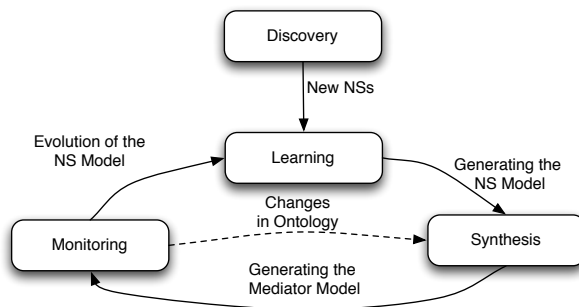 Discovery
New NSs
Evolution of the
NS Model
Learning
Generating the
NS Model
Changes
in Ontology
Monitoring
Synthesis
Generating the
Mediator Model